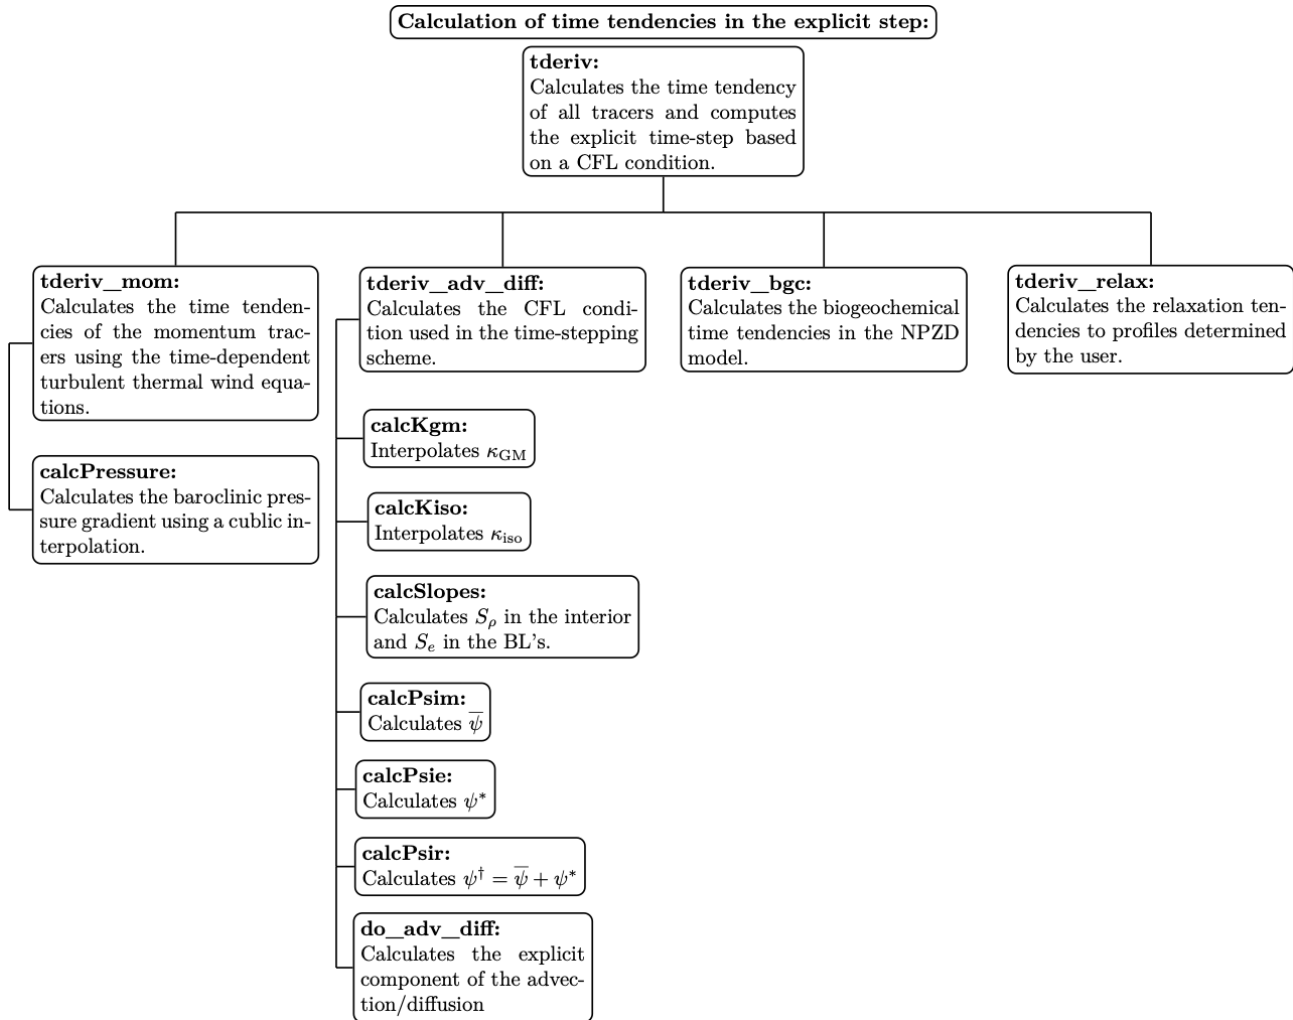 Calculation of time tendencies in the explicit step:
tderiv:
Calculates the time tendency
of all tracers and computes
the explicit time-step based
on a CFL condition.
tderiv_mom:
Calculates the time tenden-
cies of the momentum trac-
ers using the time-dependent
turbulent thermal wind equa-
tions.
calcPressure:
Calculates the baroclinic pres-
sure gradient using a cublic in-
terpolation.
tderiv_adv_diff:
Calculates the CFL condi-
tion used in the time-stepping
scheme.
calcKgm:
Interpolates κ_GM
calcKiso:
Interpolates κ_iso
calcSlopes:
Calculates S_ρ in the interior
and S_e in the BL's.
calcPsim:
Calculates ψ̅
calcPsie:
Calculates ψ*
calcPsir:
Calculates ψ† = ψ̅ + ψ*
do_adv_diff:
Calculates the explicit
component of the advec-
tion/diffusion
tderiv_bgc:
Calculates the biogeochemical
time tendencies in the NPZD
model.
tderiv_relax:
Calculates the relaxation ten-
dencies to profiles determined
by the user.